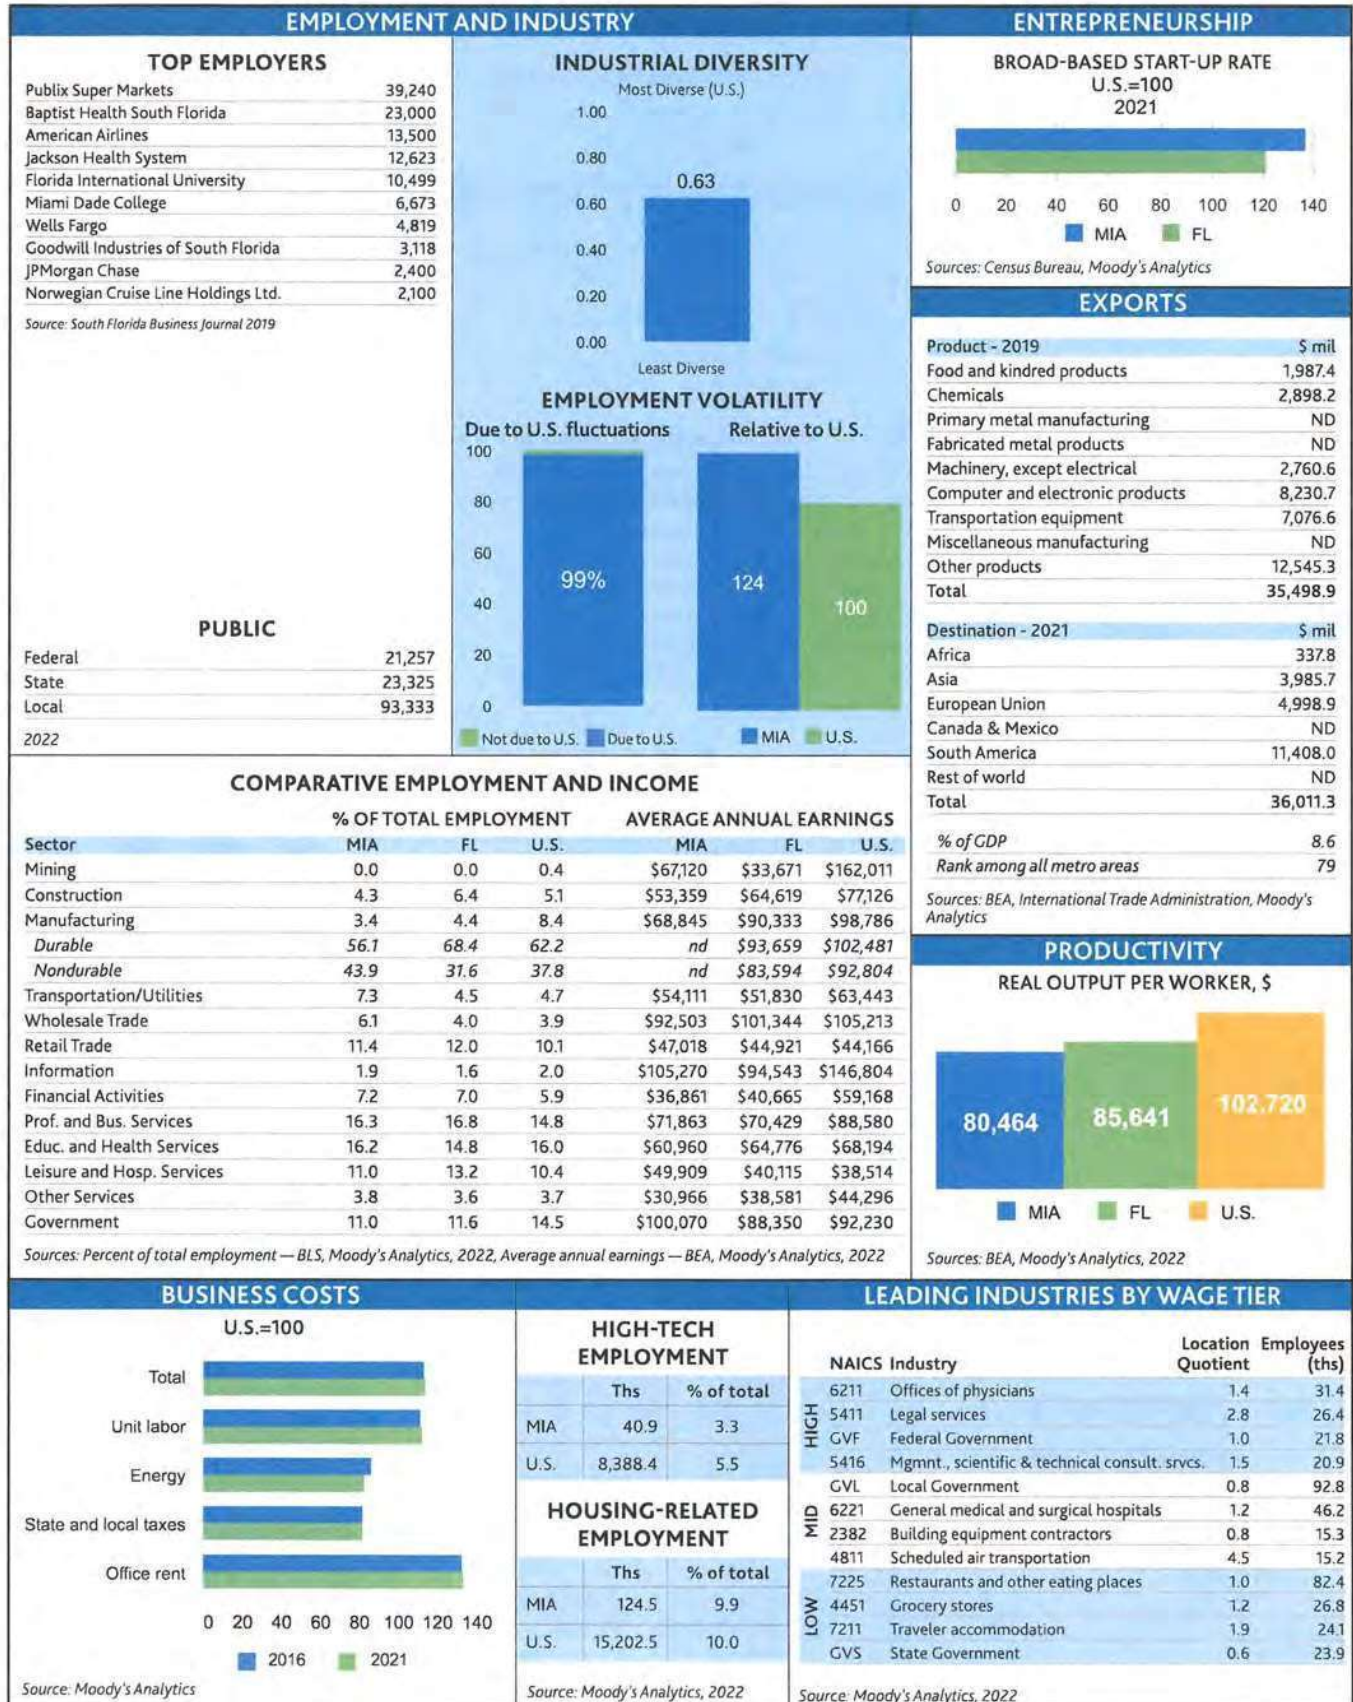 EMPLOYMENT AND INDUSTRY
TOP EMPLOYERS
Publix Super Markets 39,240
Baptist Health South Florida 23,000
American Airlines 13,500
Jackson Health System 12,623
Florida International University 10,499
Miami Dade College 6,673
Wells Fargo 4,819
Goodwill Industries of South Florida 3,118
JPMorgan Chase 2,400
Norwegian Cruise Line Holdings Ltd. 2,100
Source: South Florida Business Journal 2019
PUBLIC
Federal 21,257
State 23,325
Local 93,333
2022
INDUSTRIAL DIVERSITY
Most Diverse (U.S.)
1.00
0.80
0.63
0.60
0.40
0.20
0.00
Least Diverse
EMPLOYMENT VOLATILITY
Due to U.S. fluctuations Relative to U.S.
100
80
60
99% 124
100
40
20
0
Not due to U.S. Due to U.S. MIA U.S.
ENTREPRENEURSHIP
BROAD-BASED START-UP RATE
U.S.=100
2021
0 20 40 60 80 100 120 140
MIA FL
Sources: Census Bureau, Moody's Analytics
EXPORTS
Product - 2019 $ mil
Food and kindred products 1,987.4
Chemicals 2,898.2
Primary metal manufacturing ND
Fabricated metal products ND
Machinery, except electrical 2,760.6
Computer and electronic products 8,230.7
Transportation equipment 7,076.6
Miscellaneous manufacturing ND
Other products 12,545.3
Total 35,498.9
Destination - 2021 $ mil
Africa 337.8
Asia 3,985.7
European Union 4,998.9
Canada & Mexico ND
South America 11,408.0
Rest of world ND
Total 36,011.3
% of GDP 8.6
Rank among all metro areas 79
Sources: BEA, International Trade Administration, Moody's
Analytics
COMPARATIVE EMPLOYMENT AND INCOME
% OF TOTAL EMPLOYMENT AVERAGE ANNUAL EARNINGS
Sector MIA FL U.S. MIA FL U.S.
Mining 0.0 0.0 0.4 $67,120 $33,671 $162,011
Construction 4.3 6.4 5.1 $53,359 $64,619 $77,126
Manufacturing 3.4 4.4 8.4 $68,845 $90,333 $98,786
Durable 56.1 68.4 62.2 nd $93,659 $102,481
Nondurable 43.9 31.6 37.8 nd $83,594 $92,804
Transportation/Utilities 7.3 4.5 4.7 $54,111 $51,830 $63,443
Wholesale Trade 6.1 4.0 3.9 $92,503 $101,344 $105,213
Retail Trade 11.4 12.0 10.1 $47,018 $44,921 $44,166
Information 1.9 1.6 2.0 $105,270 $94,543 $146,804
Financial Activities 7.2 7.0 5.9 $36,861 $40,665 $59,168
Prof. and Bus. Services 16.3 16.8 14.8 $71,863 $70,429 $88,580
Educ. and Health Services 16.2 14.8 16.0 $60,960 $64,776 $68,194
Leisure and Hosp. Services 11.0 13.2 10.4 $49,909 $40,115 $38,514
Other Services 3.8 3.6 3.7 $30,966 $38,581 $44,296
Government 11.0 11.6 14.5 $100,070 $88,350 $92,230
Sources: Percent of total employment — BLS, Moody's Analytics, 2022, Average annual earnings — BEA, Moody's Analytics, 2022
PRODUCTIVITY
REAL OUTPUT PER WORKER, $
80,464 85,641 102,720
MIA FL U.S.
Sources: BEA, Moody's Analytics, 2022
BUSINESS COSTS
U.S.=100
Total
Unit labor
Energy
State and local taxes
Office rent
0 20 40 60 80 100 120 140
2016 2021
Source: Moody's Analytics
HIGH-TECH
EMPLOYMENT
Ths % of total
MIA 40.9 3.3
U.S. 8,388.4 5.5
HOUSING-RELATED
EMPLOYMENT
Ths % of total
MIA 124.5 9.9
U.S. 15,202.5 10.0
Source: Moody's Analytics, 2022
LEADING INDUSTRIES BY WAGE TIER
Location Employees
NAICS Industry Quotient (ths)
HIGH
6211 Offices of physicians 1.4 31.4
5411 Legal services 2.8 26.4
GVF Federal Government 1.0 21.8
5416 Mgmnt., scientific & technical consult. srvcs. 1.5 20.9
MID
GVL Local Government 0.8 92.8
6221 General medical and surgical hospitals 1.2 46.2
2382 Building equipment contractors 0.8 15.3
4811 Scheduled air transportation 4.5 15.2
LOW
7225 Restaurants and other eating places 1.0 82.4
4451 Grocery stores 1.2 26.8
7211 Traveler accommodation 1.9 24.1
GVS State Government 0.6 23.9
Source: Moody's Analytics, 2022